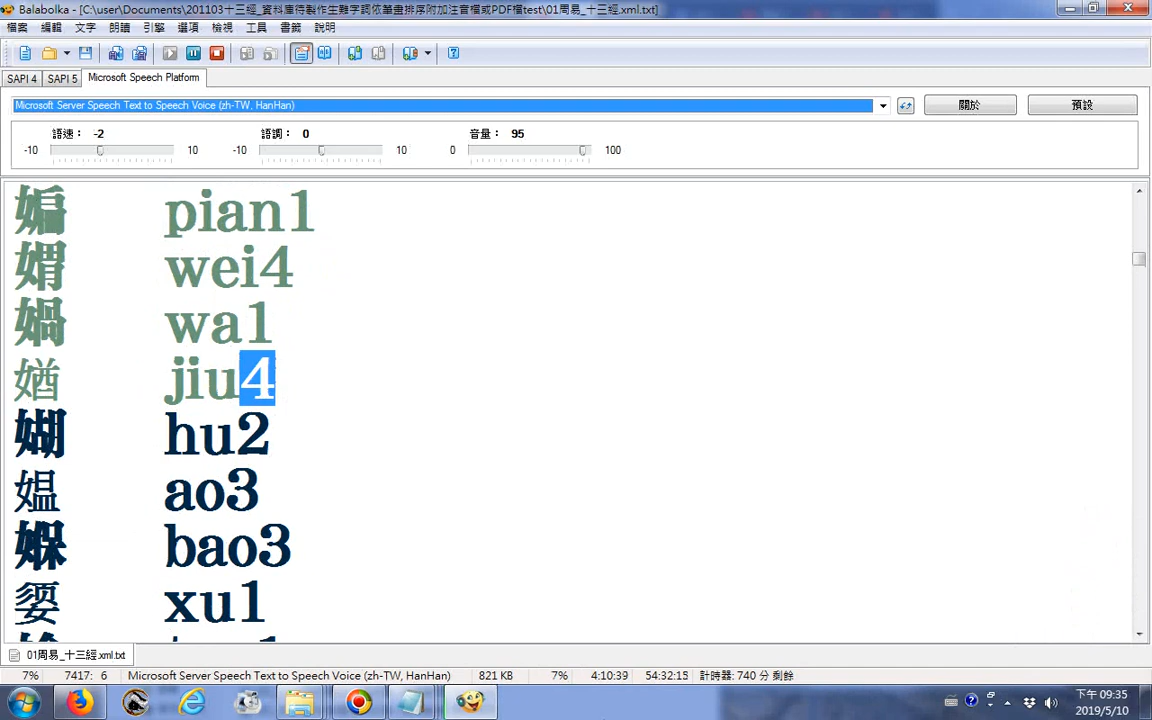 Balabolka - [C:\user\Documents\201103十三經_資料庫待製作生難字詞依筆畫排序附加注音檔或PDF檔test\01周易_十三經.xml.txt]
檔案 編輯 文字 朗讀 引擎 選項 檢視 工具 書籤 說明
SAPI 4 SAPI 5 Microsoft Speech Platform
Microsoft Server Speech Text to Speech Voice (zh-TW, HanHan) 關於 預設
語速： -2 語調： 0 音量： 95
-10 10 -10 10 0 100
媥 pian1
媦 wei4
媧 wa1
媨 jiu4
媩 hu2
媪 ao3
媬 bao3
媭 xu1
01周易_十三經.xml.txt
7% 7417: 6 Microsoft Server Speech Text to Speech Voice (zh-TW, HanHan) 821 KB 7% 4:10:39 54:32:15 計時器: 740 分 剩餘
下午 09:35
2019/5/10